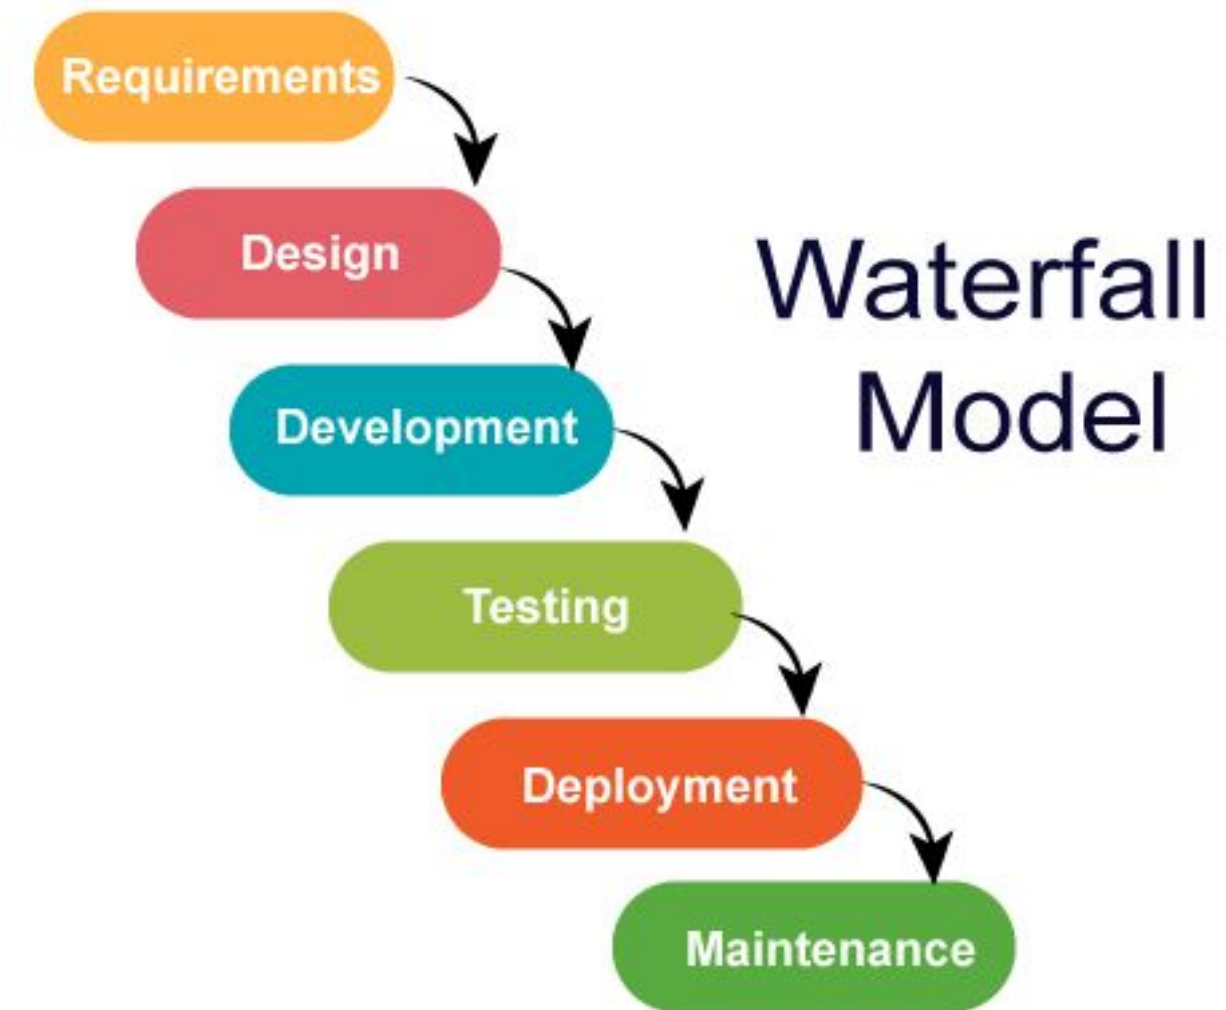 Requirements
Design
Waterfall
Model
Development
Testing
Deployment
Maintenance